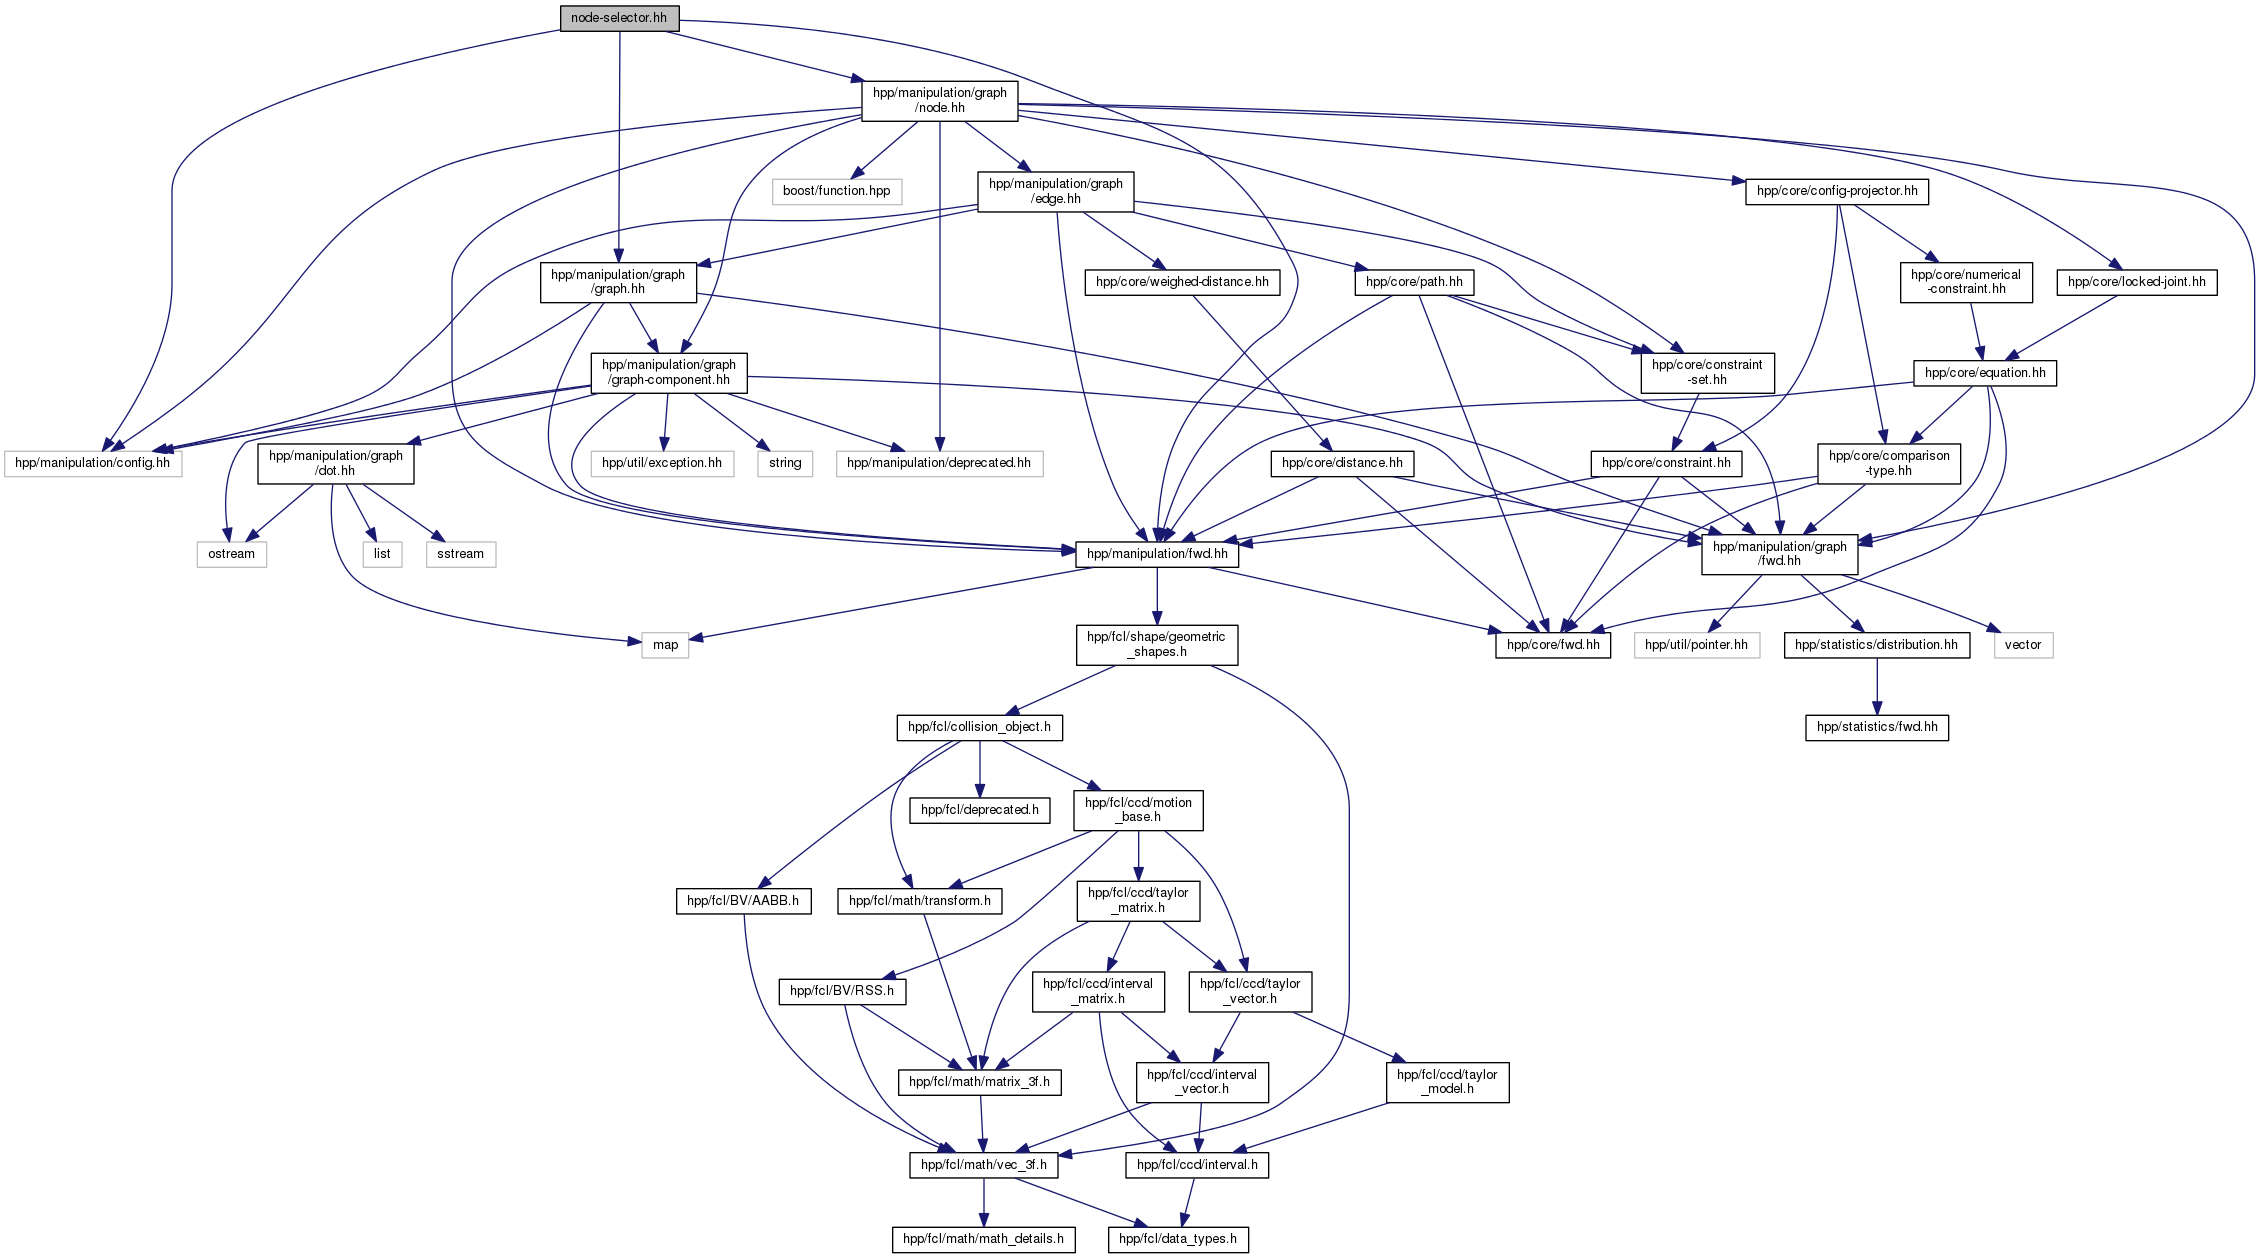 node-selector.hh
hpp/manipulation/graph
/node.hh
boost/function.hpp
hpp/manipulation/graph
/edge.hh
hpp/core/config-projector.hh
hpp/manipulation/graph
/graph.hh
hpp/core/weighed-distance.hh
hpp/core/path.hh
hpp/core/numerical
-constraint.hh
hpp/core/locked-joint.hh
hpp/manipulation/graph
/graph-component.hh
hpp/core/constraint
-set.hh
hpp/core/equation.hh
hpp/manipulation/config.hh
hpp/manipulation/graph
/dot.hh
hpp/util/exception.hh
string
hpp/manipulation/deprecated.hh
hpp/core/distance.hh
hpp/core/constraint.hh
hpp/core/comparison
-type.hh
ostream
list
sstream
hpp/manipulation/fwd.hh
hpp/manipulation/graph
/fwd.hh
map
hpp/fcl/shape/geometric
_shapes.h
hpp/core/fwd.hh
hpp/util/pointer.hh
hpp/statistics/distribution.hh
vector
hpp/fcl/collision_object.h
hpp/statistics/fwd.hh
hpp/fcl/deprecated.h
hpp/fcl/ccd/motion
_base.h
hpp/fcl/BV/AABB.h
hpp/fcl/math/transform.h
hpp/fcl/ccd/taylor
_matrix.h
hpp/fcl/BV/RSS.h
hpp/fcl/ccd/interval
_matrix.h
hpp/fcl/ccd/taylor
_vector.h
hpp/fcl/math/matrix_3f.h
hpp/fcl/ccd/interval
_vector.h
hpp/fcl/ccd/taylor
_model.h
hpp/fcl/math/vec_3f.h
hpp/fcl/ccd/interval.h
hpp/fcl/math/math_details.h
hpp/fcl/data_types.h